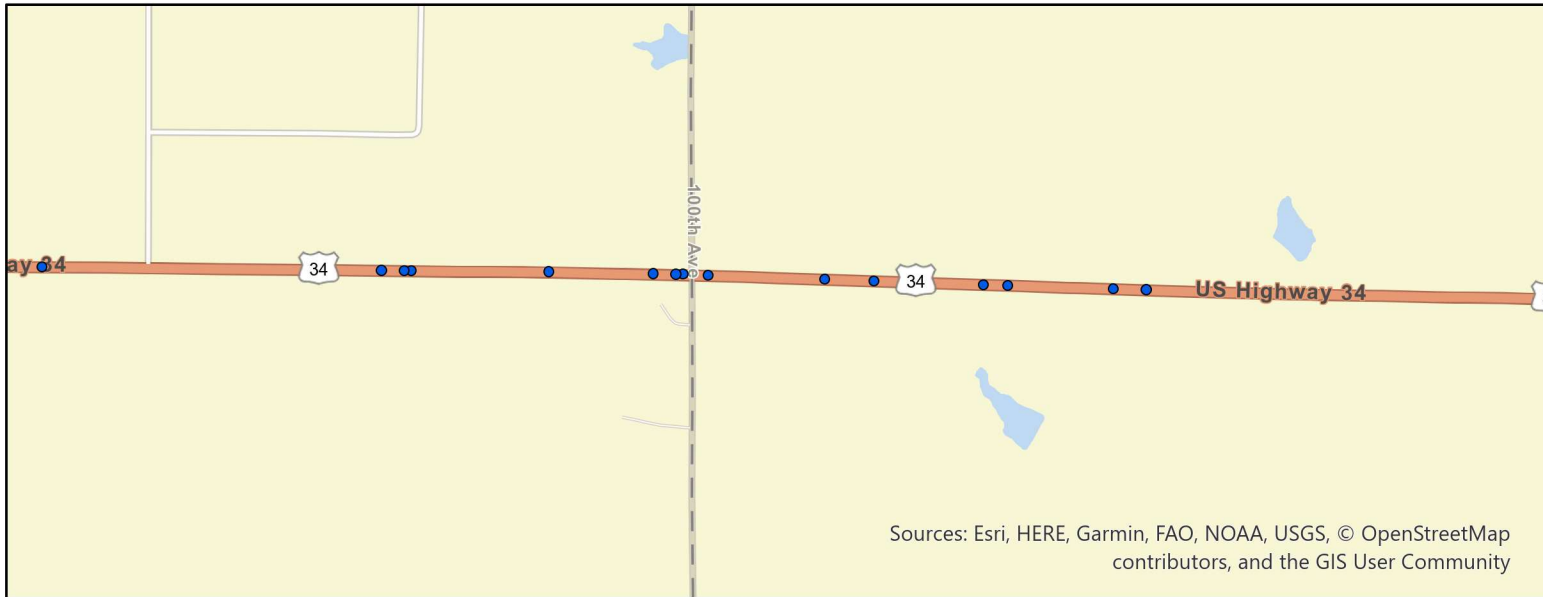 100th Ave
ay 34
34
34
US Highway 34
Sources: Esri, HERE, Garmin, FAO, NOAA, USGS, © OpenStreetMap
contributors, and the GIS User Community